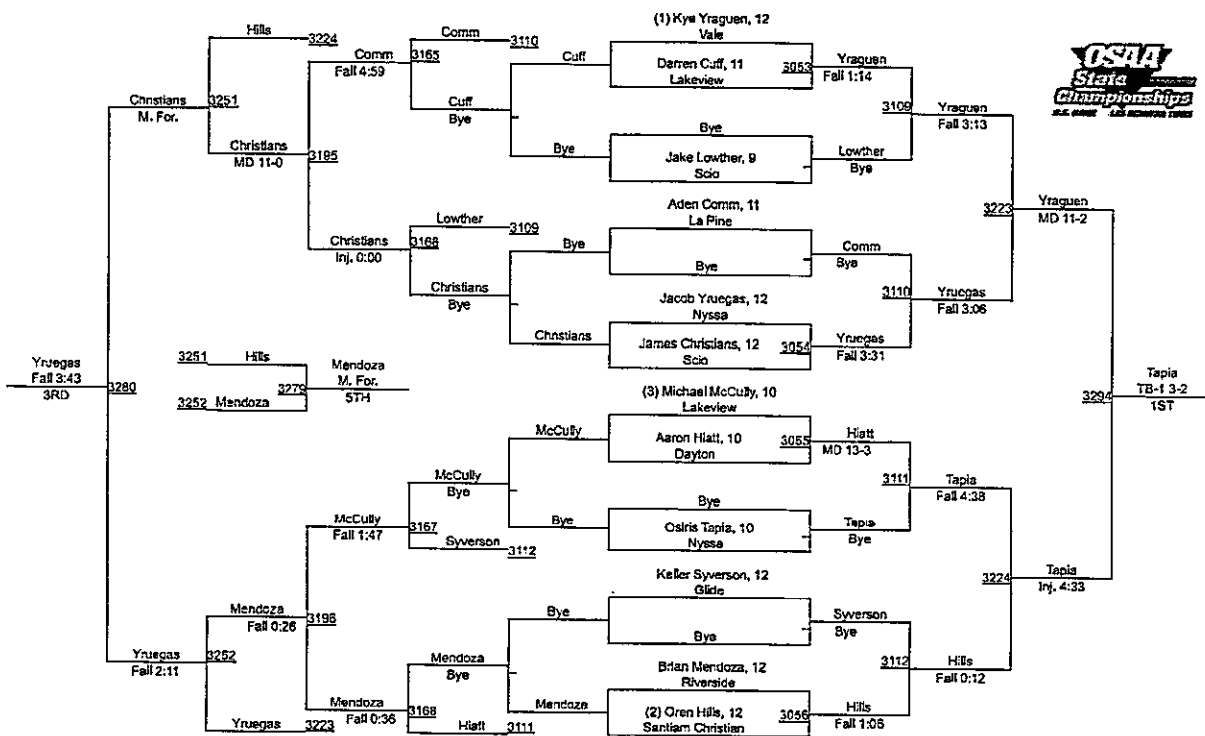 (1) Kye Yraguen, 12
Vale
Darren Cuff, 11
Lakeview
3053
Yraguen
Fall 1:14
Bye
Jake Lowther, 9
Scio
Lowther
Bye
3109
Yraguen
Fall 3:13
Aden Comm, 11
La Pine
Bye
Comm
Bye
3110
Yruegas
Fall 3:06
Jacob Yruegas, 12
Nyssa
James Christians, 12
Scio
3054
Yruegas
Fall 3:31
3223
Yraguen
MD 11-2
(3) Michael McCully, 10
Lakeview
Aaron Hiatt, 10
Dayton
3055
Hiatt
MD 13-3
Bye
Osiris Tapia, 10
Nyssa
Tapia
Bye
3111
Tapia
Fall 4:38
Keller Syverson, 12
Glide
Bye
Syverson
Bye
3112
Hills
Fall 0:12
Brian Mendoza, 12
Riverside
(2) Oren Hills, 12
Santiam Christian
3056
Hills
Fall 1:06
3224
Tapia
Inj. 4:33
3294
Tapia
TB-1 3-2
1ST
OSAA
State
Championships
Hills
3224
Comm
Fall 4:59
3165
Comm
3110
Cuff
Cuff
Bye
Bye
Christians
M. For.
3251
Christians
MD 11-0
3195
Christians
Inj. 0:00
3168
Lowther
3109
Bye
Christians
Bye
Christians
Yruegas
Fall 3:43
3RD
3280
3251
Hills
3252
Mendoza
3279
Mendoza
M. For.
5TH
McCully
McCully
Bye
Bye
McCully
Fall 1:47
3167
Syverson
3112
Mendoza
Fall 0:26
3196
Yruegas
Fall 2:11
3252
Yruegas
3223
Bye
Mendoza
Bye
Mendoza
Mendoza
Fall 0:36
3168
Hiatt
3111